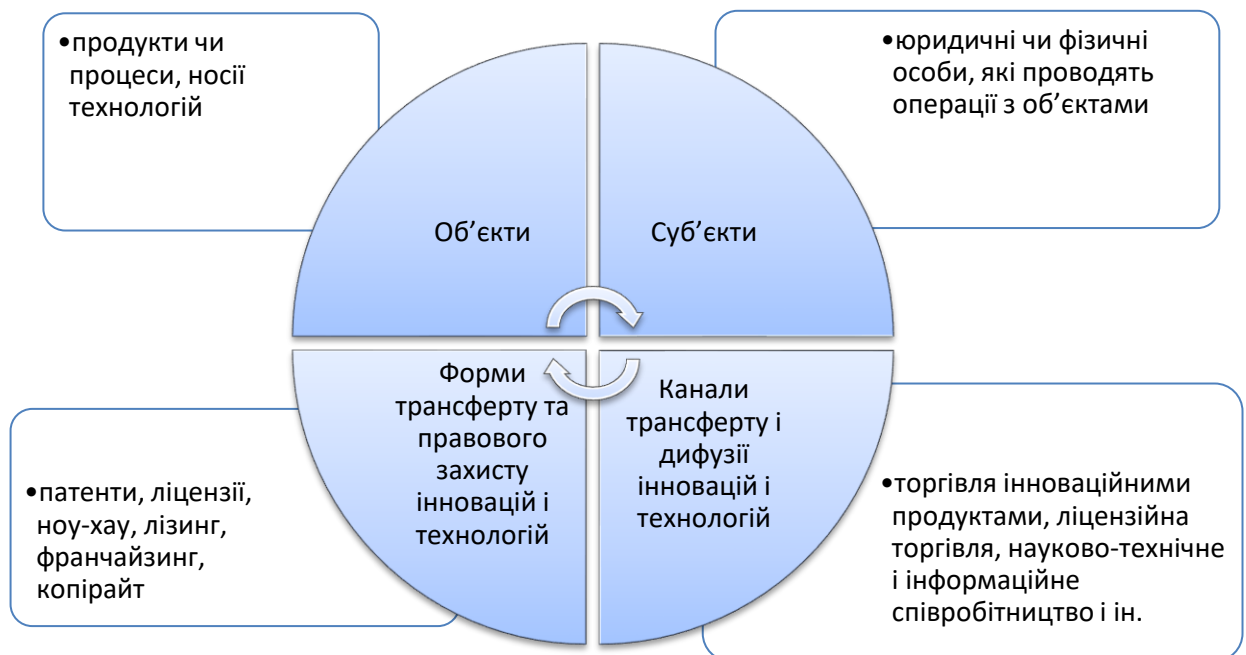 •продукти чи
процеси, носії
технологій
•юридичні чи фізичні
особи, які проводять
операції з об’єктами
Об’єкти
Суб’єкти
Форми
трансферту та
правового
захисту
інновацій і
технологій
Канали
трансферту і
дифузії
інновацій і
технологій
•патенти, ліцензії,
ноу-хау, лізинг,
франчайзинг,
копірайт
•торгівля інноваційними
продуктами, ліцензійна
торгівля, науково-технічне
і інформаційне
співробітництво і ін.